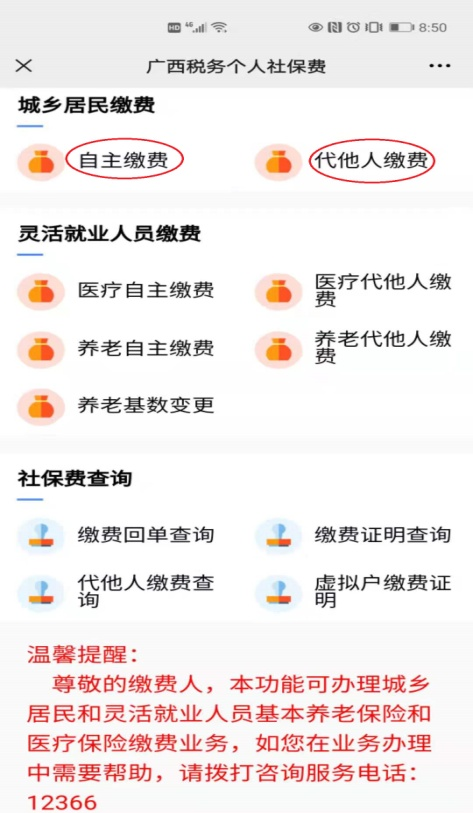 HD 4G 8:50
广西税务个人社保费
城乡居民缴费
自主缴费
代他人缴费
灵活就业人员缴费
医疗自主缴费
医疗代他人缴
费
养老自主缴费
养老代他人缴
费
养老基数变更
社保费查询
缴费回单查询
缴费证明查询
代他人缴费查
询
虚拟户缴费证
明
温馨提醒：
尊敬的缴费人，本功能可办理城乡
居民和灵活就业人员基本养老保险和
医疗保险缴费业务，如您在业务办理
中需要帮助，请拨打咨询服务电话：
12366